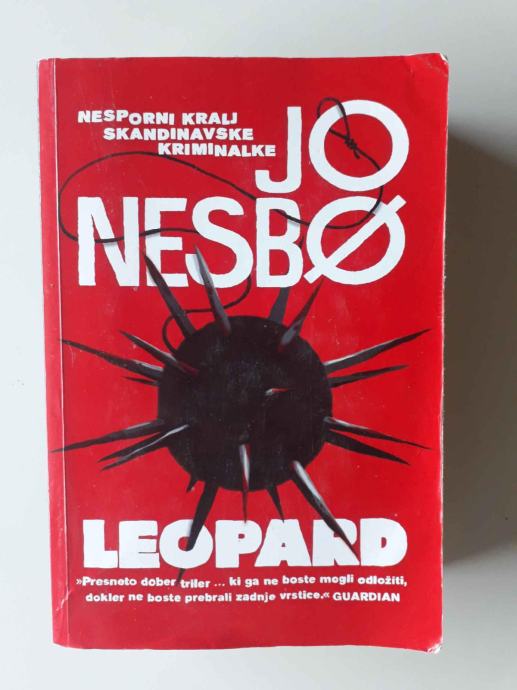 NESPORNI KRALJ
SKANDINAVSKE
KRIMINALKE
JO
NESBØ
LEOPARD
»Presneto dober triler ... ki ga ne boste mogli odložiti,
dokler ne boste prebrali zadnje vrstice.« GUARDIAN